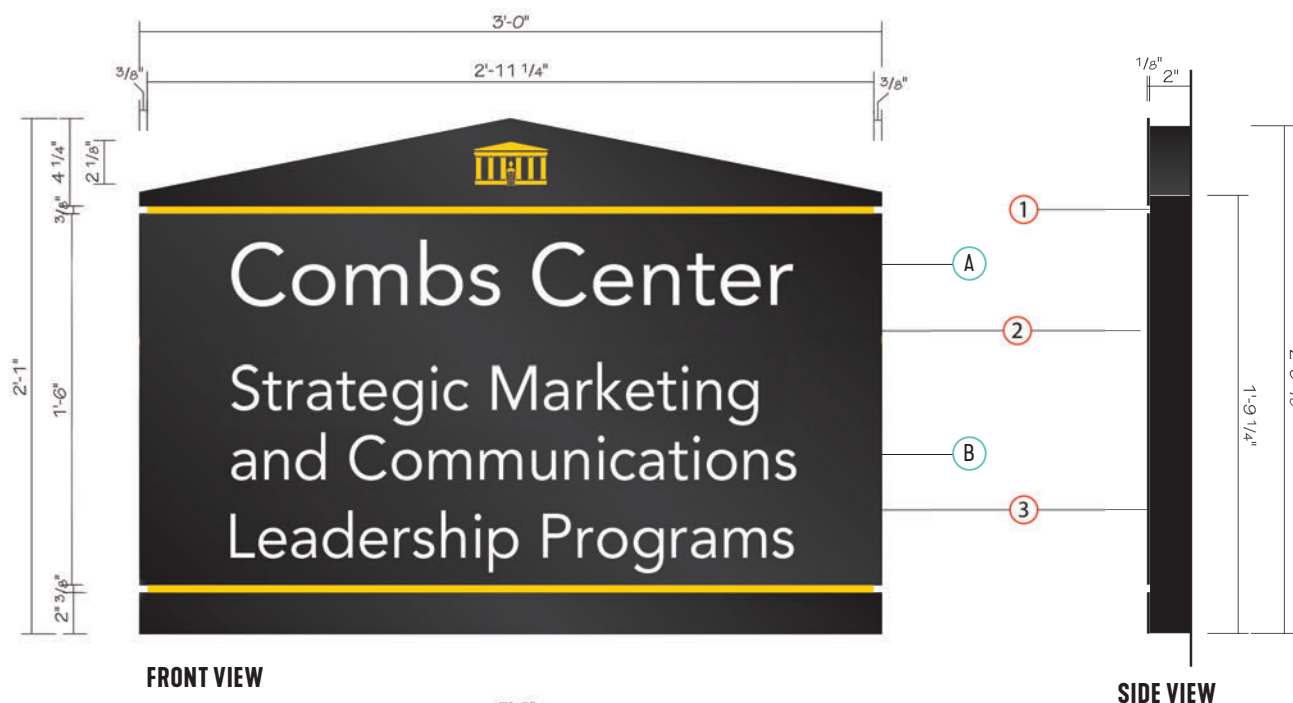 3'-0"
3/8"
2'-11 1/4"
3/8"
1/8"
2"
4 1/4"
2 1/8"
3/8"
2'-1"
1'-6"
3/8"
2"
Combs Center
Strategic Marketing
and Communications
Leadership Programs
1
A
2
B
3
1'-9 1/4"
FRONT VIEW
SIDE VIEW